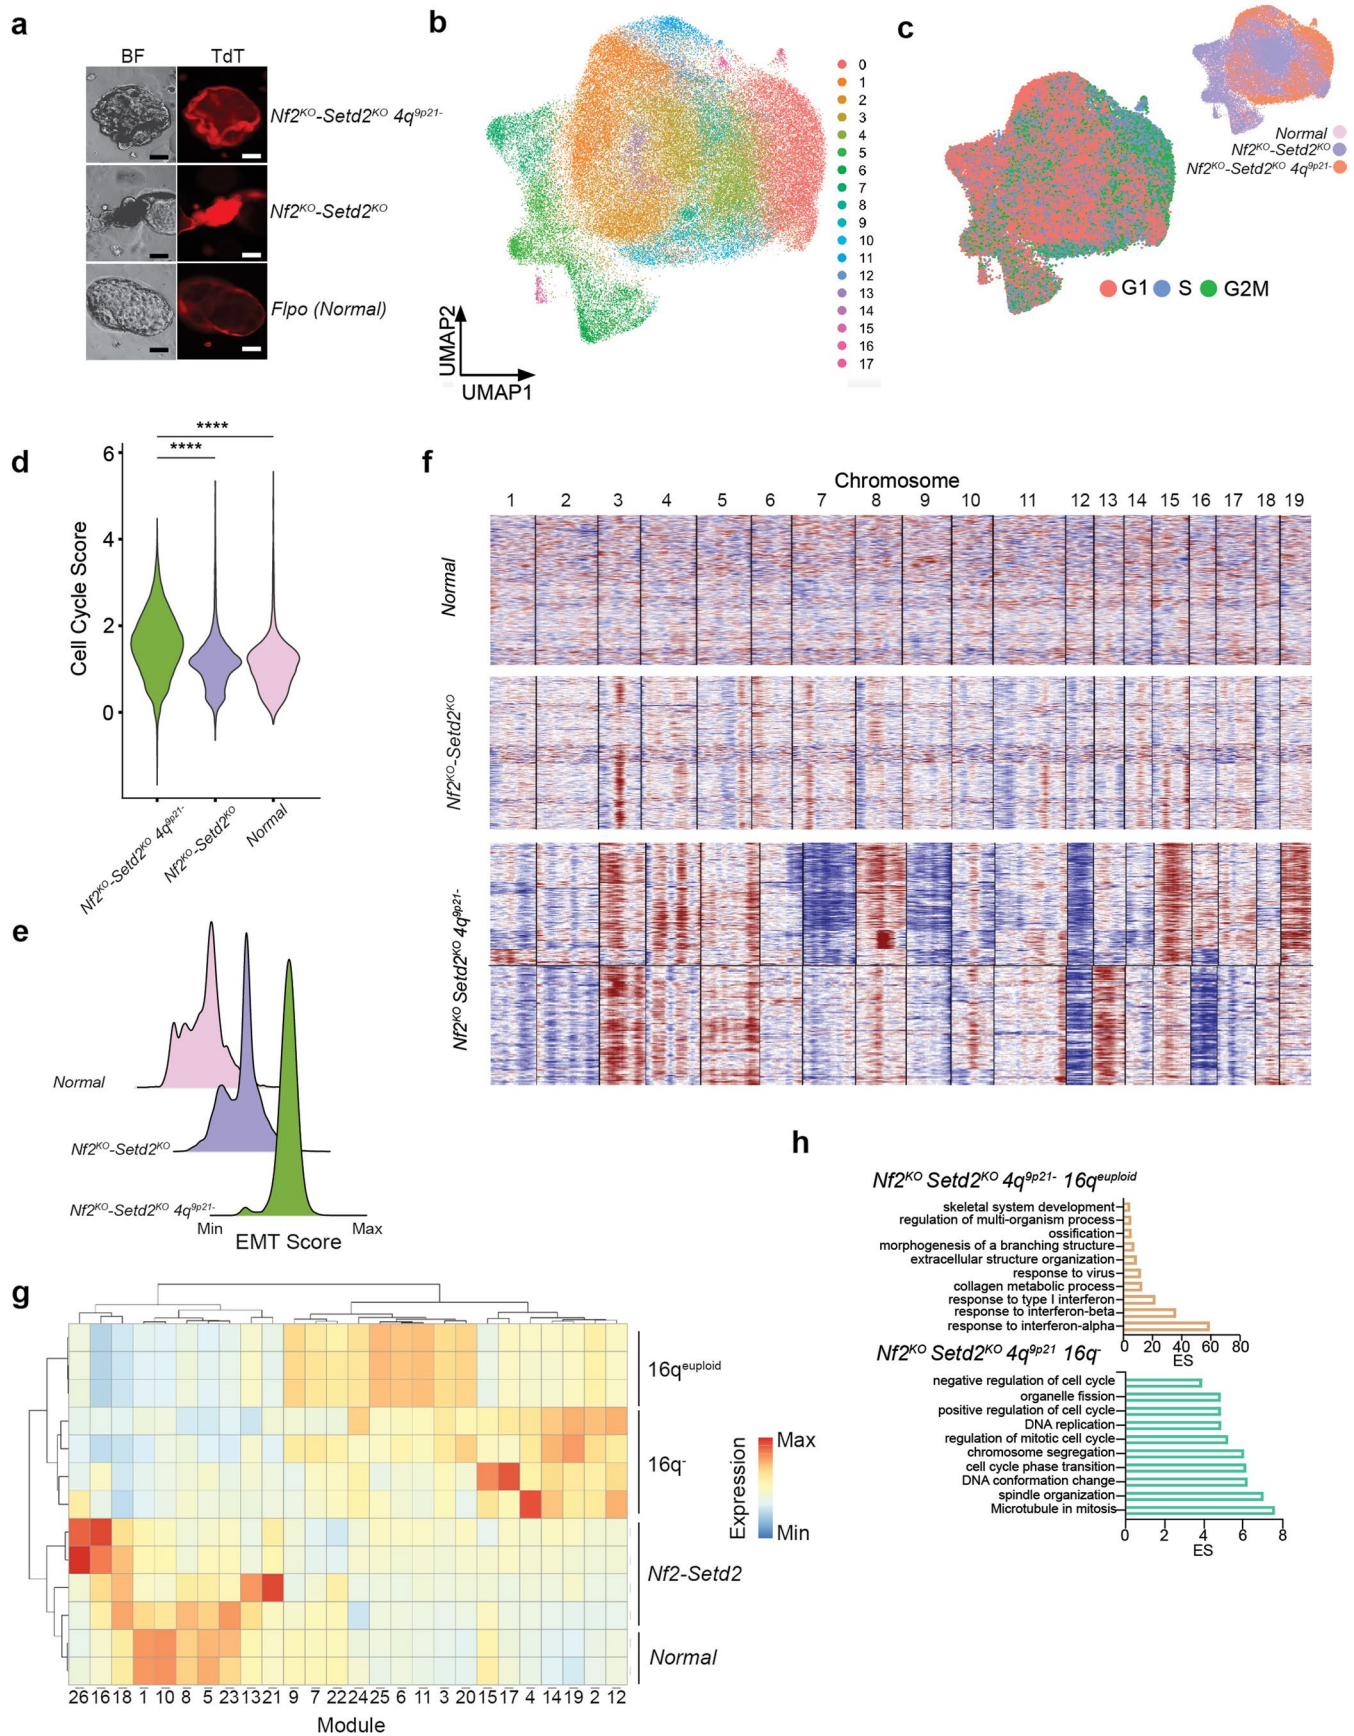 a
BF TdT
Nf2KO-Setd2KO 4q9p21-
Nf2KO-Setd2KO
Flpo (Normal)
b
0
1
2
3
4
5
6
7
8
9
10
11
12
13
14
15
16
17
UMAP2
UMAP1
c
Normal
Nf2KO-Setd2KO
Nf2KO-Setd2KO 4q9p21-
G1 S G2M
d
****
****
6
4
2
0
Cell Cycle Score
Nf2KO-Setd2KO 4q9p21-
Nf2KO-Setd2KO
Normal
e
Normal
Nf2KO-Setd2KO
Nf2KO-Setd2KO 4q9p21-
Min Max
EMT Score
f
Chromosome
1 2 3 4 5 6 7 8 9 10 11 12 13 14 15 16 17 18 19
Normal
Nf2KO-Setd2KO
Nf2KO Setd2KO 4q9p21-
g
16qeuploid
16q-
Nf2-Setd2
Normal
Expression
Max
Min
26 16 18 1 10 8 5 23 13 21 9 7 22 24 25 6 11 3 20 15 17 4 14 19 2 12
Module
h
Nf2KO Setd2KO 4q9p21- 16qeuploid
skeletal system development
regulation of multi-organism process
ossification
morphogenesis of a branching structure
extracellular structure organization
response to virus
collagen metabolic process
response to type I interferon
response to interferon-beta
response to interferon-alpha
0 20 40 60 80
ES
Nf2KO Setd2KO 4q9p21 16q-
negative regulation of cell cycle
organelle fission
positive regulation of cell cycle
DNA replication
regulation of mitotic cell cycle
chromosome segregation
cell cycle phase transition
DNA conformation change
spindle organization
Microtubule in mitosis
0 2 4 6 8
ES